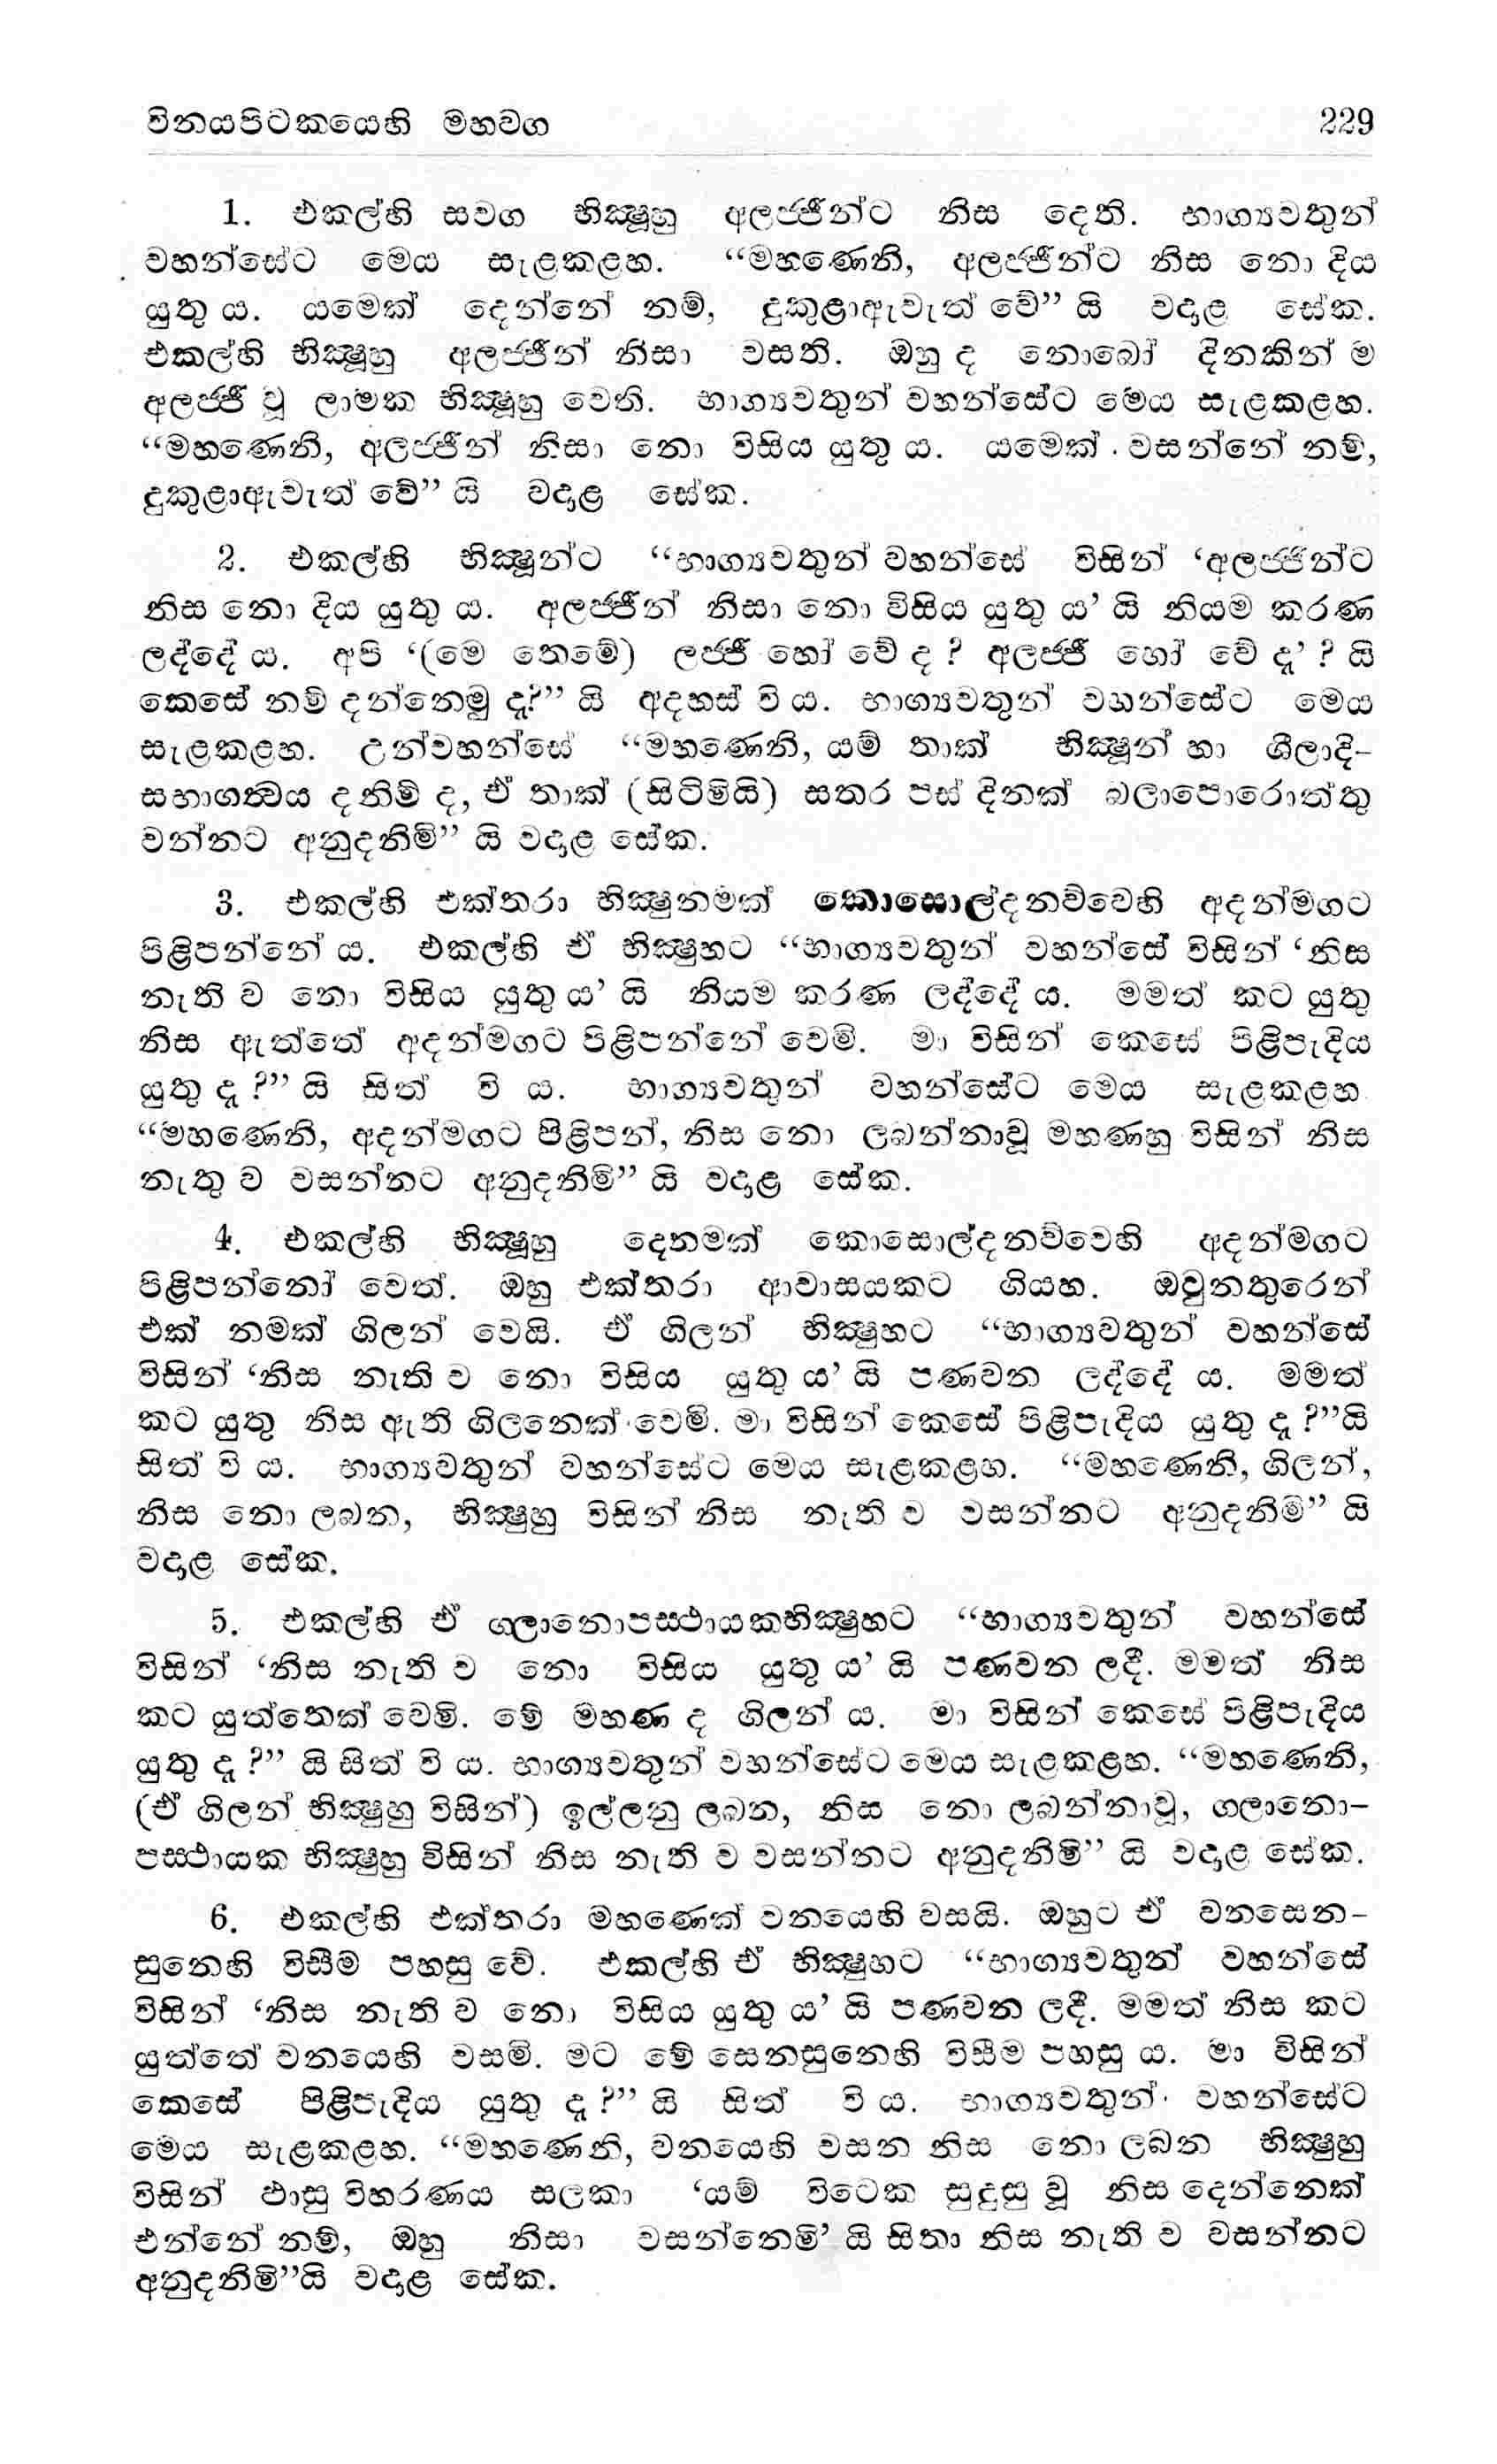 විනයපිටකයෙහි මහවග 229
1. එකල්හි සවග භික්‍ෂූහු අලජ්ජීන්ට නිස දෙති. භාග්‍යවතුන්
වහන්සේට මෙය සැළකළහ. “මහණෙනි, අලජ්ජීන්ට නිස නො දිය
යුතු ය. යමෙක් දෙන්නේ නම්, දුකුළාඇවැත් වේ” යි වදාළ සේක.
එකල්හි භික්‍ෂූහු අලජ්ජීන් නිසා වසති. ඔහු ද නොබෝ දිනකින් ම
අලජ්ජී වූ ලාමක භික්‍ෂූහු වෙති. භාග්‍යවතුන් වහන්සේට මෙය සැළකළහ.
“මහණෙනි, අලජ්ජීන් නිසා නො විසිය යුතු ය. යමෙක් වසන්නේ නම්,
දුකුළාඇවැත් වේ” යි වදාළ සේක.
2. එකල්හි භික්‍ෂූන්ට “භාග්‍යවතුන් වහන්සේ විසින් ‘අලජ්ජීන්ට
නිස නො දිය යුතු ය. අලජ්ජීන් නිසා නො විසිය යුතු ය’ යි නියම කරණ
ලද්දේ ය. අපි ‘(මෙ තෙමේ) ලජ්ජී හෝ වේ ද? අලජ්ජී හෝ වේ දැ’? යි
කෙසේ නම් දන්නෙමු දැ?” යි අදහස් වි ය. භාග්‍යවතුන් වහන්සේට මෙය
සැළකළහ. උන්වහන්සේ “මහණෙනි, යම් තාක් භික්‍ෂූන් හා ශීලාදි-
සභාගත්‍වය දනිම් ද, ඒ තාක් (සිටිමියි) සතර පස් දිනක් බලාපොරොත්තු
වන්නට අනුදනිමි” යි වදාළ සේක.
3. එකල්හි එක්තරා භික්‍ෂුනමක් කොසොල්දනව්වෙහි අදන්මගට
පිළිපන්නේ ය. එකල්හි ඒ භික්‍ෂුහට “භාග්‍යවතුන් වහන්සේ විසින් ‘නිස
නැති ව නො විසිය යුතු ය’ යි නියම කරණ ලද්දේ ය. මමත් කට යුතු
නිස ඇත්තේ අදන්මගට පිළිපන්නේ වෙමි. මා විසින් කෙසේ පිළිපැදිය
යුතු දැ?” යි සිත් වි ය. භාග්‍යවතුන් වහන්සේට මෙය සැළකළහ
“මහණෙනි, අදන්මගට පිළිපන්, නිස නො ලබන්නාවූ මහණහු විසින් නිස
නැතු ව වසන්නට අනුදනිමි” යි වදාළ සේක.
4. එකල්හි භික්‍ෂූහු දෙනමක් කොසොල්දනව්වෙහි අදන්මගට
පිළිපන්නෝ වෙත්. ඔහු එක්තරා ආවාසයකට ගියහ. ඔවුනතුරෙන්
එක් නමක් ගිලන් වෙයි. ඒ ගිලන් භික්‍ෂුහට “භාග්‍යවතුන් වහන්සේ
විසින් ‘නිස නැති ව නො විසිය යුතු ය’ යි පණවන ලද්දේ ය. මමත්
කට යුතු නිස ඇති ගිලනෙක් වෙමි. මා විසින් කෙසේ පිළිපැදිය යුතු දැ?”යි
සිත් වි ය. භාග්‍යවතුන් වහන්සේට මෙය සැළකළහ. “මහණෙනි, ගිලන්,
නිස නො ලබන, භික්‍ෂුහු විසින් නිස නැති ව වසන්නට අනුදනිමි” යි
වදාළ සේක.
5. එකල්හි ඒ ගලානොපස්ථායකභික්‍ෂුහට “භාග්‍යවතුන් වහන්සේ
විසින් ‘නිස නැති ව නො විසිය යුතු ය’ යි පණවන ලදී. මමත් නිස
කට යුත්තෙක් වෙමි. මේ මහණ ද ගිලන් ය. මා විසින් කෙසේ පිළිපැදිය
යුතු දැ?” යි සිත් වි ය. භාග්‍යවතුන් වහන්සේට මෙය සැළකළහ. “මහණෙනි,
(ඒ ගිලන් භික්‍ෂුහු විසින්) ඉල්ලනු ලබන, නිස නො ලබන්නාවූ, ගලානො-
පස්ථායක භික්‍ෂුහු විසින් නිස නැති ව වසන්නට අනුදනිමි” යි වදාළ සේක.
6. එකල්හි එක්තරා මහණෙක් වනයෙහි වසයි. ඔහුට ඒ වනසෙන-
සුනෙහි විසීම පහසු වේ. එකල්හි ඒ භික්‍ෂුහට “භාග්‍යවතුන් වහන්සේ
විසින් ‘නිස නැති ව නො විසිය යුතු ය’ යි පණවන ලදී. මමත් නිස කට
යුත්තේ වනයෙහි වසමි. මට මේ සෙනසුනෙහි විසීම පහසු ය. මා විසින්
කෙසේ පිළිපැදිය යුතු දැ?” යි සිත් වි ය. භාග්‍යවතුන් වහන්සේට
මෙය සැළකළහ. “මහණෙනි, වනයෙහි වසන නිස නො ලබන භික්‍ෂුහු
විසින් ඵාසු විහරණය සලකා ‘යම් විටෙක සුදුසු වූ නිස දෙන්නෙක්
එන්නේ නම්, ඔහු නිසා වසන්නෙමි’ යි සිතා නිස නැති ව වසන්නට
අනුදනිමි”යි වදාළ සේක.